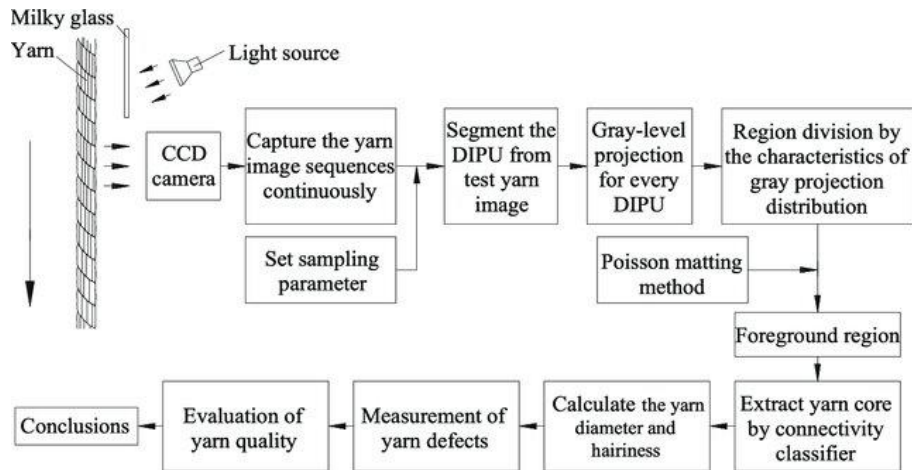 Milky glass
Yarn
Light source
CCD
camera
Capture the yarn
image sequences
continuously
Set sampling
parameter
Segment the
DIPU from
test yarn
image
Gray-level
projection
for every
DIPU
Region division by
the characteristics of
gray projection
distribution
Poisson matting
method
Foreground region
Extract yarn core
by connectivity
classifier
Calculate the yarn
diameter and
hairiness
Measurement of
yarn defects
Evaluation of
yarn quality
Conclusions